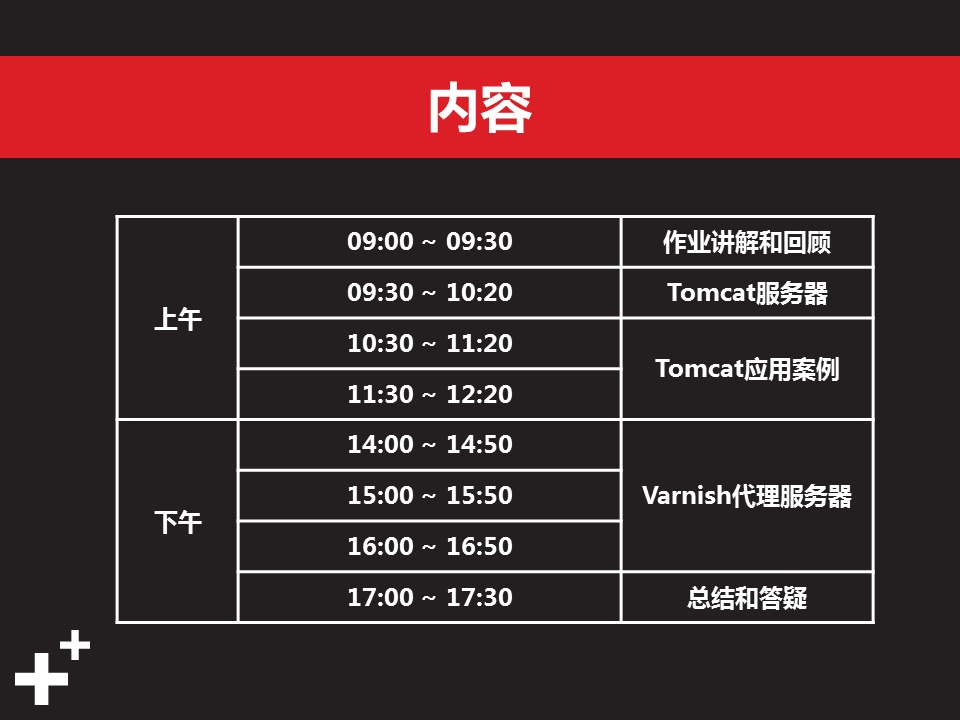 内容
上午
09:00 ~ 09:30
作业讲解和回顾
09:30 ~ 10:20
Tomcat服务器
10:30 ~ 11:20
Tomcat应用案例
11:30 ~ 12:20
下午
14:00 ~ 14:50
Varnish代理服务器
15:00 ~ 15:50
16:00 ~ 16:50
17:00 ~ 17:30
总结和答疑